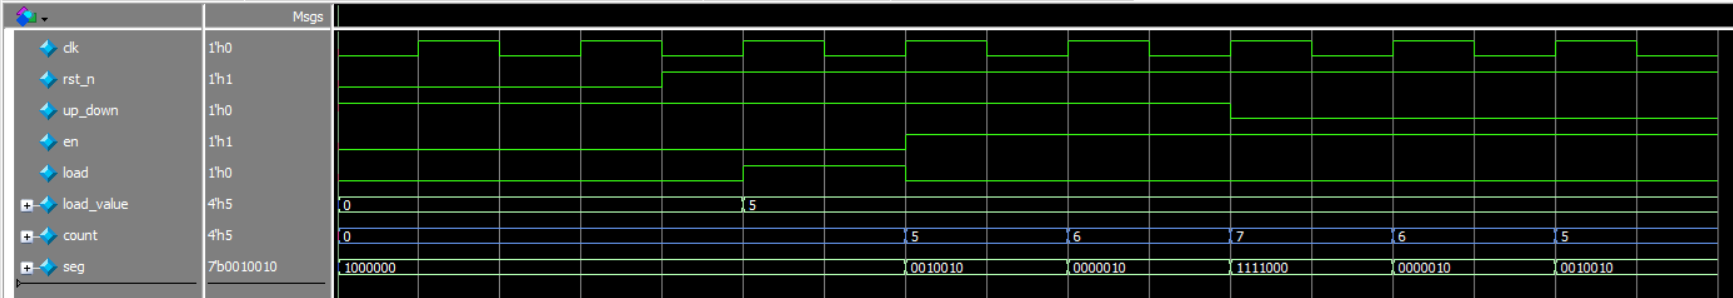 Msgs
clk 1'h0
rst_n 1'h1
up_down 1'h0
en 1'h1
load 1'h0
load_value 4'h5 0 5
count 4'h5 0 5 6 7 6 5
seg 7'b0010010 1000000 0010010 0000010 1111000 0000010 0010010